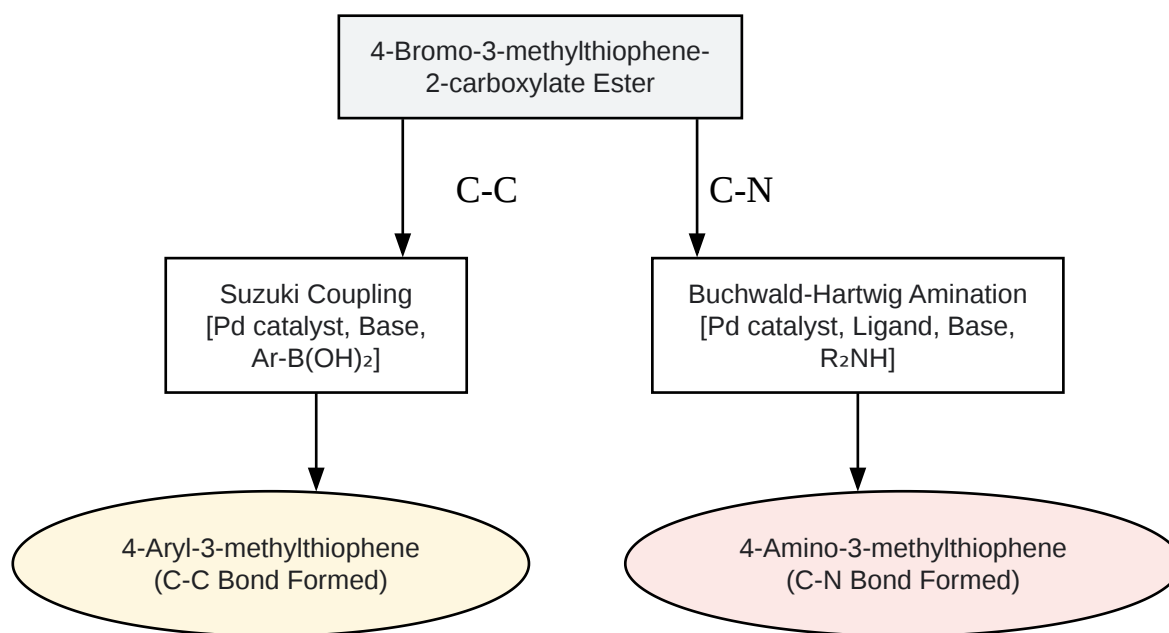 4-Bromo-3-methylthiophene-
2-carboxylate Ester
C-C
C-N
Suzuki Coupling
[Pd catalyst, Base,
Ar-B(OH)₂]
Buchwald-Hartwig Amination
[Pd catalyst, Ligand, Base,
R₂NH]
4-Aryl-3-methylthiophene
(C-C Bond Formed)
4-Amino-3-methylthiophene
(C-N Bond Formed)